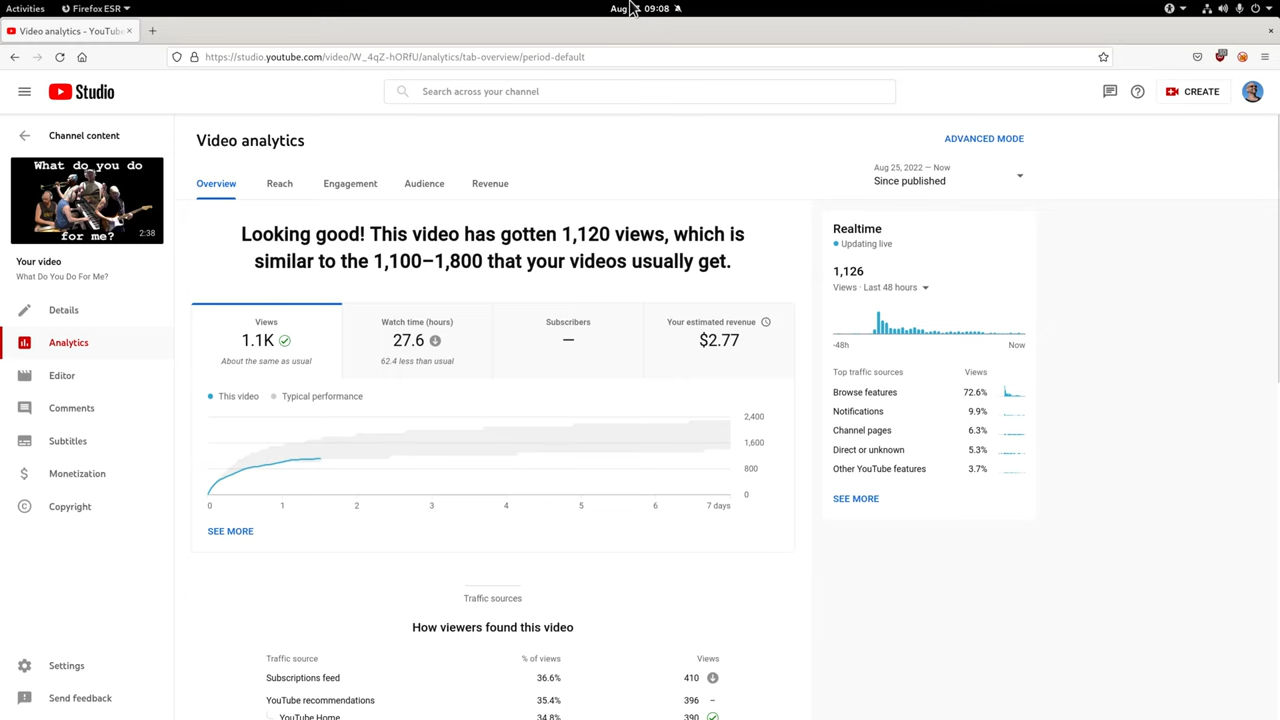 Activities
Firefox ESR
Aug
09:08
Video analytics - YouTube
https://studio.youtube.com/video/W_4qZ-hORfU/analytics/tab-overview/period-default
Studio
Search across your channel
CREATE
Channel content
What do you do
for me?
2:38
Your video
What Do You Do For Me?
Details
Analytics
Editor
Comments
Subtitles
Monetization
Copyright
Settings
Send feedback
Video analytics
ADVANCED MODE
Overview
Reach
Engagement
Audience
Revenue
Aug 25, 2022 — Now
Since published
Looking good! This video has gotten 1,120 views, which is
similar to the 1,100–1,800 that your videos usually get.
Views
1.1K
About the same as usual
Watch time (hours)
27.6
62.4 less than usual
Subscribers
—
Your estimated revenue
$2.77
This video
Typical performance
2,400
1,600
800
0
0 1 2 3 4 5 6 7 days
SEE MORE
Traffic sources
How viewers found this video
Traffic source % of views Views
Subscriptions feed 36.6% 410
YouTube recommendations 35.4% 396 –
YouTube Home 34.8% 390
Realtime
Updating live
1,126
Views · Last 48 hours
-48h Now
Top traffic sources Views
Browse features 72.6%
Notifications 9.9%
Channel pages 6.3%
Direct or unknown 5.3%
Other YouTube features 3.7%
SEE MORE